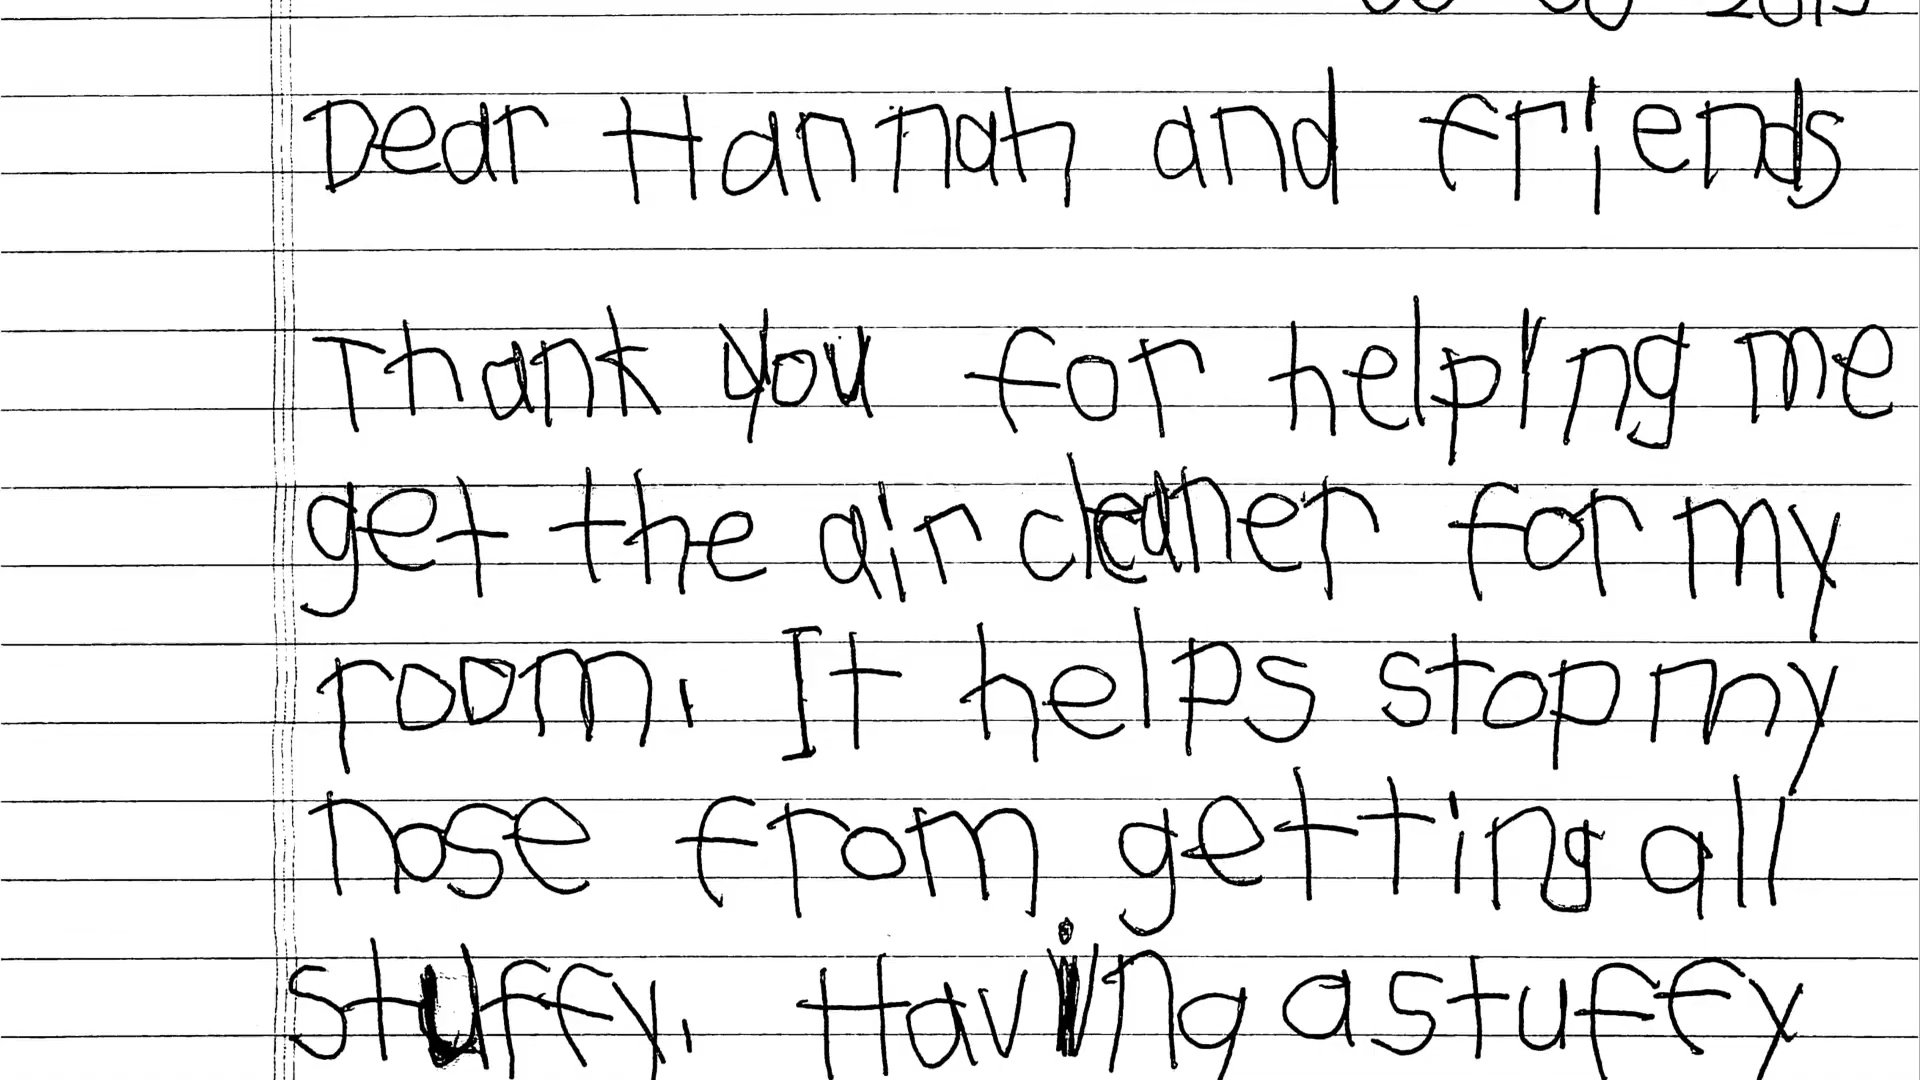 Dear Hannah and friends
Thank you for helping me
get the air cleaner for my
room. It helps stop my
nose from getting all
stuffy. Having a stuffy